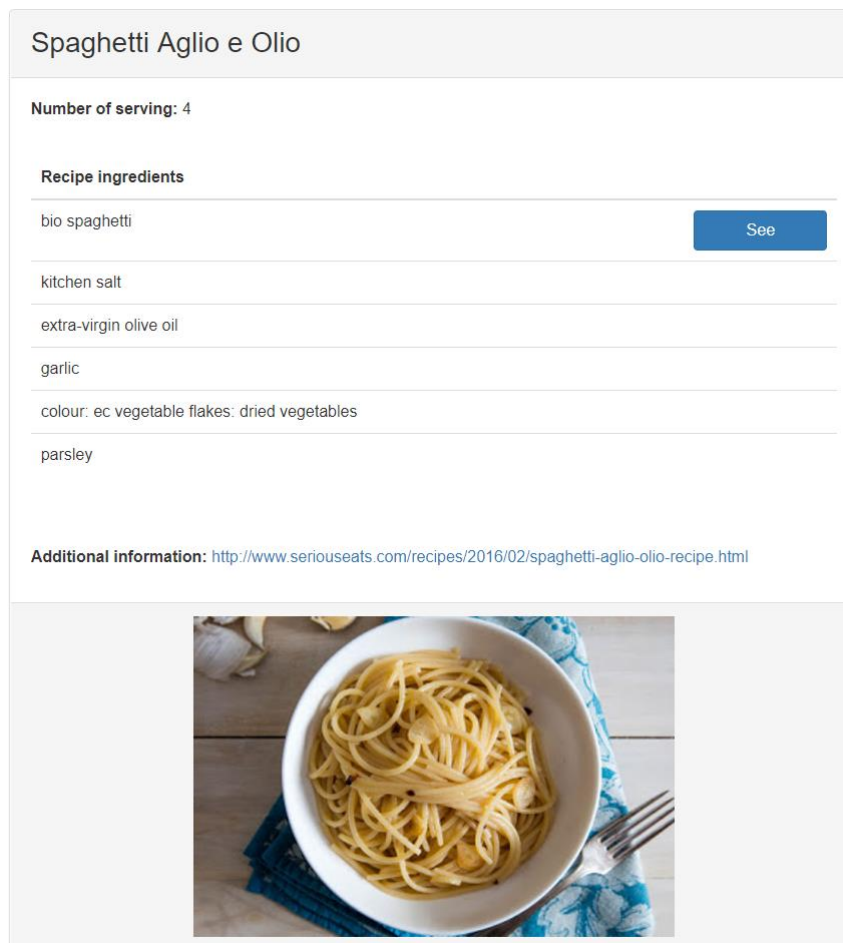 Spaghetti Aglio e Olio
Number of serving: 4
Recipe ingredients
bio spaghetti
See
kitchen salt
extra-virgin olive oil
garlic
colour: ec vegetable flakes: dried vegetables
parsley
Additional information: http://www.seriouseats.com/recipes/2016/02/spaghetti-aglio-olio-recipe.html